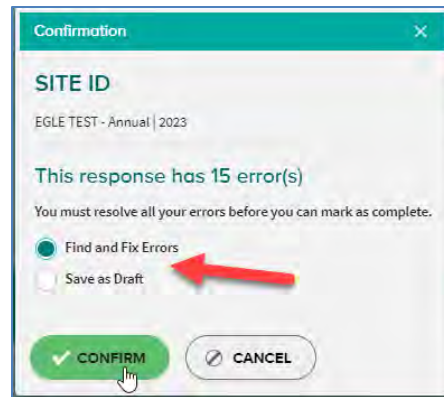 Confirmation
SITE ID
EGLE TEST - Annual | 2023
This response has 15 error(s)
You must resolve all your errors before you can mark as complete.
Find and Fix Errors
Save as Draft
CONFIRM
CANCEL